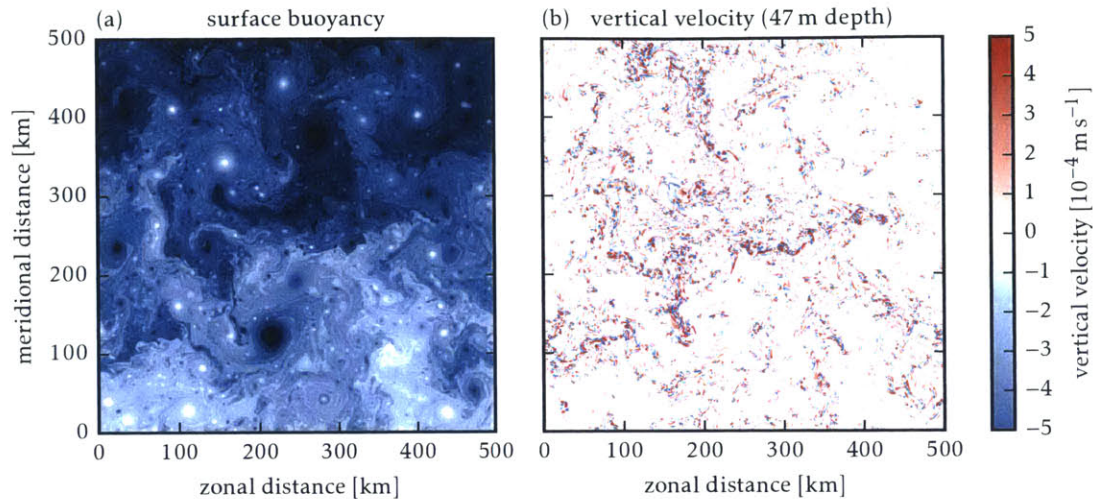 (a) surface buoyancy
(b) vertical velocity (47 m depth)
500
400
300
200
100
0
meridional distance [km]
0 100 200 300 400 500
zonal distance [km]
0 100 200 300 400 500
zonal distance [km]
5
4
3
2
1
0
−1
−2
−3
−4
−5
vertical velocity [10⁻⁴ m s⁻¹]